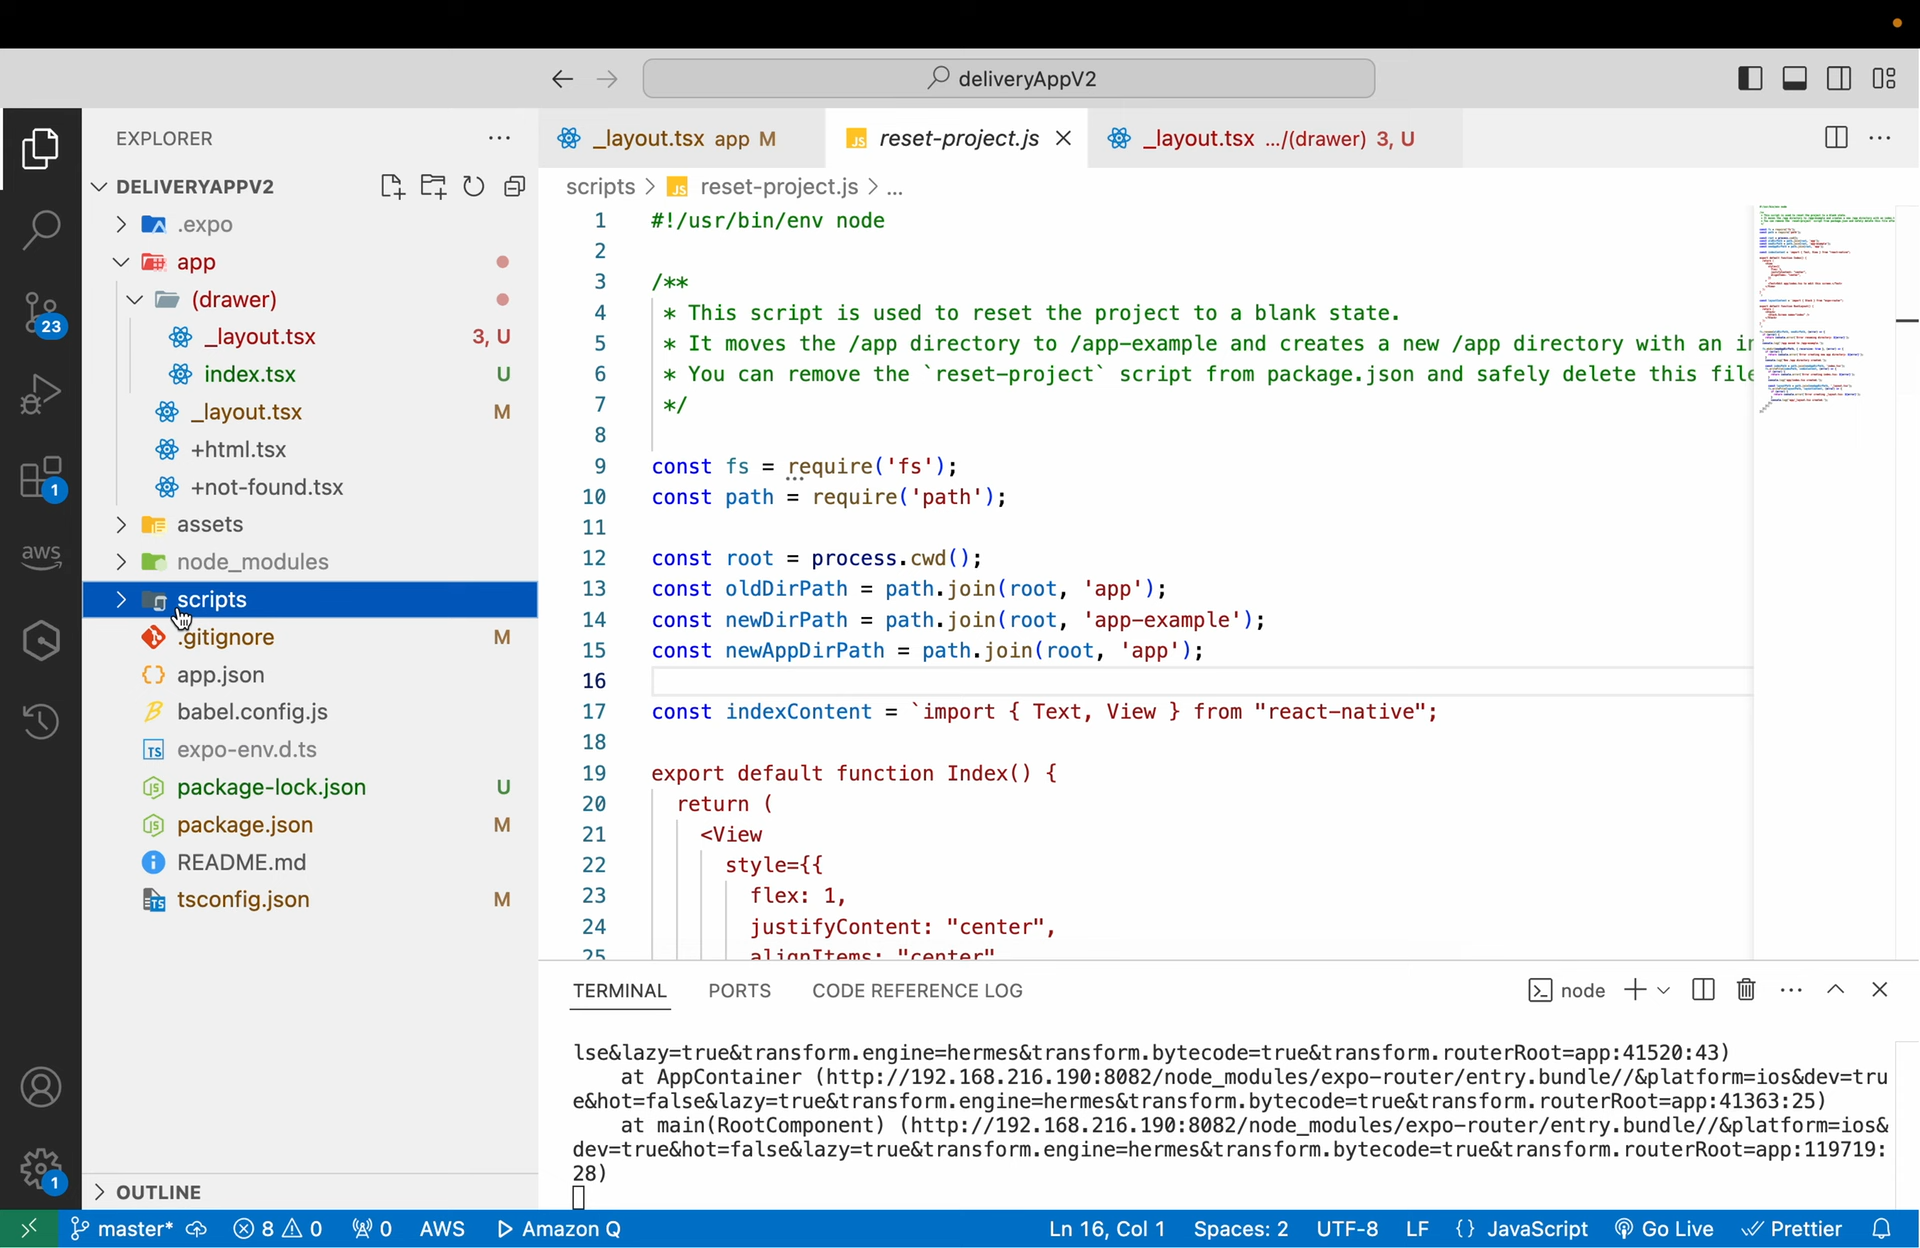 deliveryAppV2
EXPLORER
DELIVERYAPPV2
.expo
app
(drawer)
_layout.tsx 3, U
index.tsx U
_layout.tsx M
+html.tsx
+not-found.tsx
assets
node_modules
scripts
.gitignore M
app.json
babel.config.js
expo-env.d.ts
package-lock.json U
package.json M
README.md
tsconfig.json M
OUTLINE
23
1
aws
1
_layout.tsx app M
JS reset-project.js
_layout.tsx .../(drawer) 3, U
scripts > JS reset-project.js > ...
1 #!/usr/bin/env node
2
3 /**
4 * This script is used to reset the project to a blank state.
5 * It moves the /app directory to /app-example and creates a new /app directory with an in
6 * You can remove the `reset-project` script from package.json and safely delete this file
7 */
8
9 const fs = require('fs');
10 const path = require('path');
11
12 const root = process.cwd();
13 const oldDirPath = path.join(root, 'app');
14 const newDirPath = path.join(root, 'app-example');
15 const newAppDirPath = path.join(root, 'app');
16
17 const indexContent = `import { Text, View } from "react-native";
18
19 export default function Index() {
20 return (
21 <View
22 style={{
23 flex: 1,
24 justifyContent: "center",
25 alignItems: "center"
TERMINAL PORTS CODE REFERENCE LOG
node
lse&lazy=true&transform.engine=hermes&transform.bytecode=true&transform.routerRoot=app:41520:43)
at AppContainer (http://192.168.216.190:8082/node_modules/expo-router/entry.bundle//&platform=ios&dev=tru
e&hot=false&lazy=true&transform.engine=hermes&transform.bytecode=true&transform.routerRoot=app:41363:25)
at main(RootComponent) (http://192.168.216.190:8082/node_modules/expo-router/entry.bundle//&platform=ios&
dev=true&hot=false&lazy=true&transform.engine=hermes&transform.bytecode=true&transform.routerRoot=app:119719:
28)
master* 8 0 0 AWS Amazon Q Ln 16, Col 1 Spaces: 2 UTF-8 LF {} JavaScript Go Live Prettier